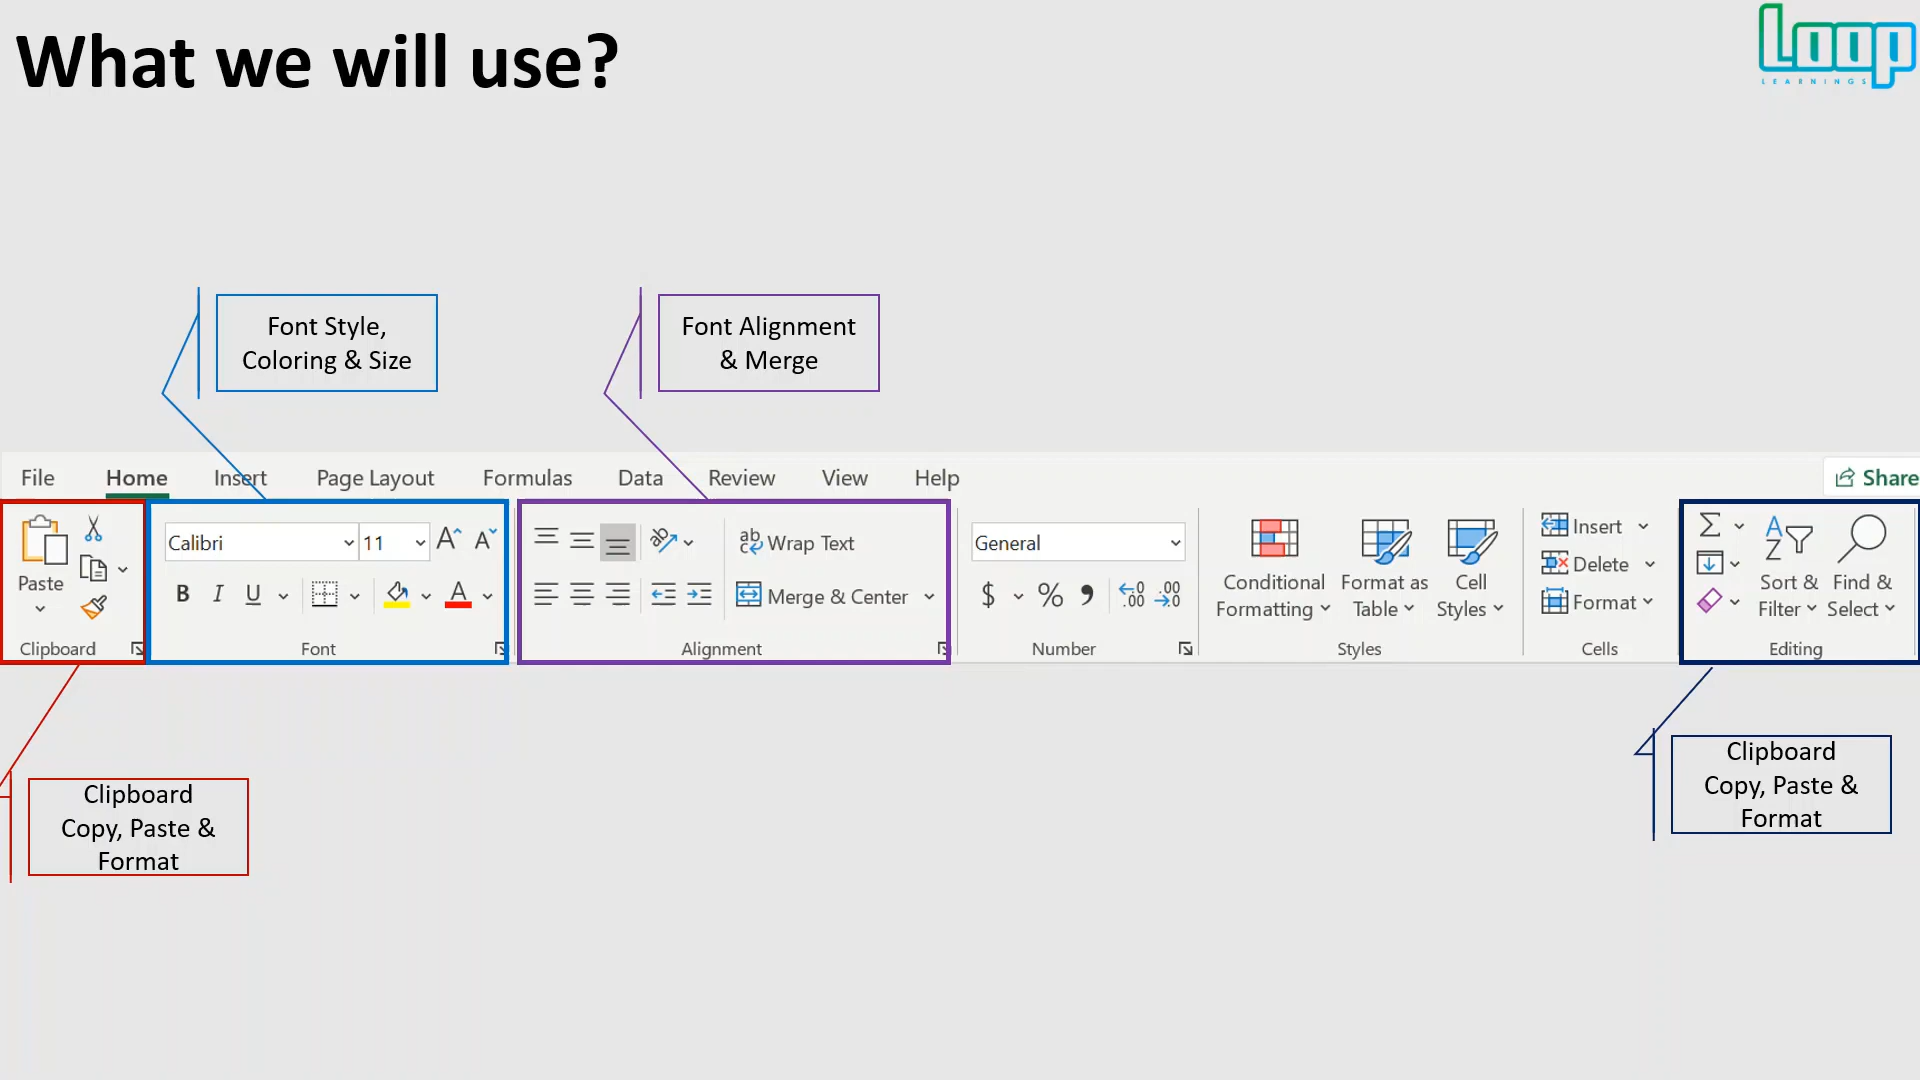 What we will use?
Loop
LEARNINGS
Font Style,
Coloring & Size
Font Alignment
& Merge
File Home Insert Page Layout Formulas Data Review View Help Share
Calibri 11 A A ab Wrap Text General Insert
Paste Conditional Formatting Format as Table Cell Styles Delete Sort & Filter Find & Select
B I U A Merge & Center $ % , .00 .00 Format
Clipboard Font Alignment Number Styles Cells Editing
Clipboard
Copy, Paste &
Format
Clipboard
Copy, Paste &
Format